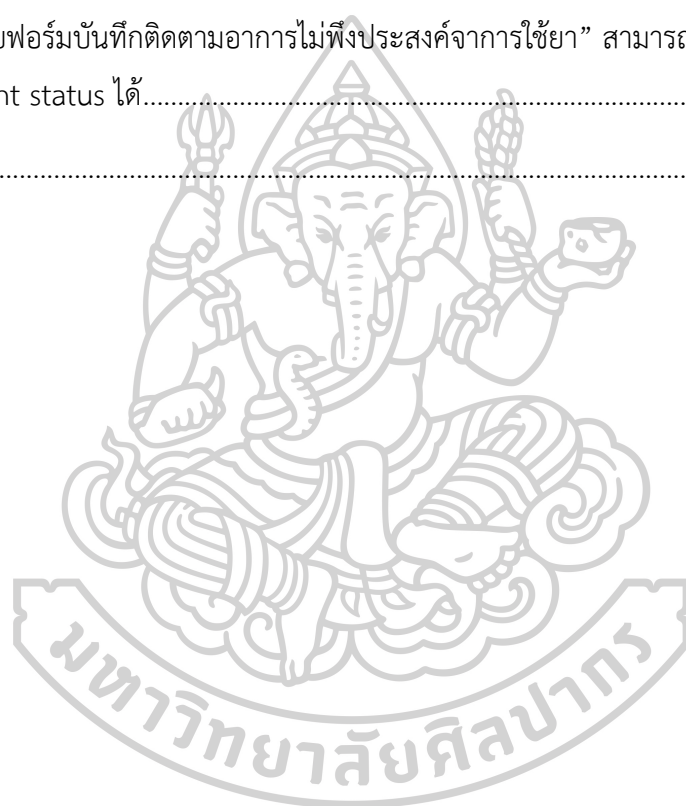 บฟอร์มบันทึกติดตามอาการไม่พึงประสงค์จาการใช้ยา” สามารถ
nt status ได้................................................................................
................................................................................................
มหาวิทยาลัยศิลปากร